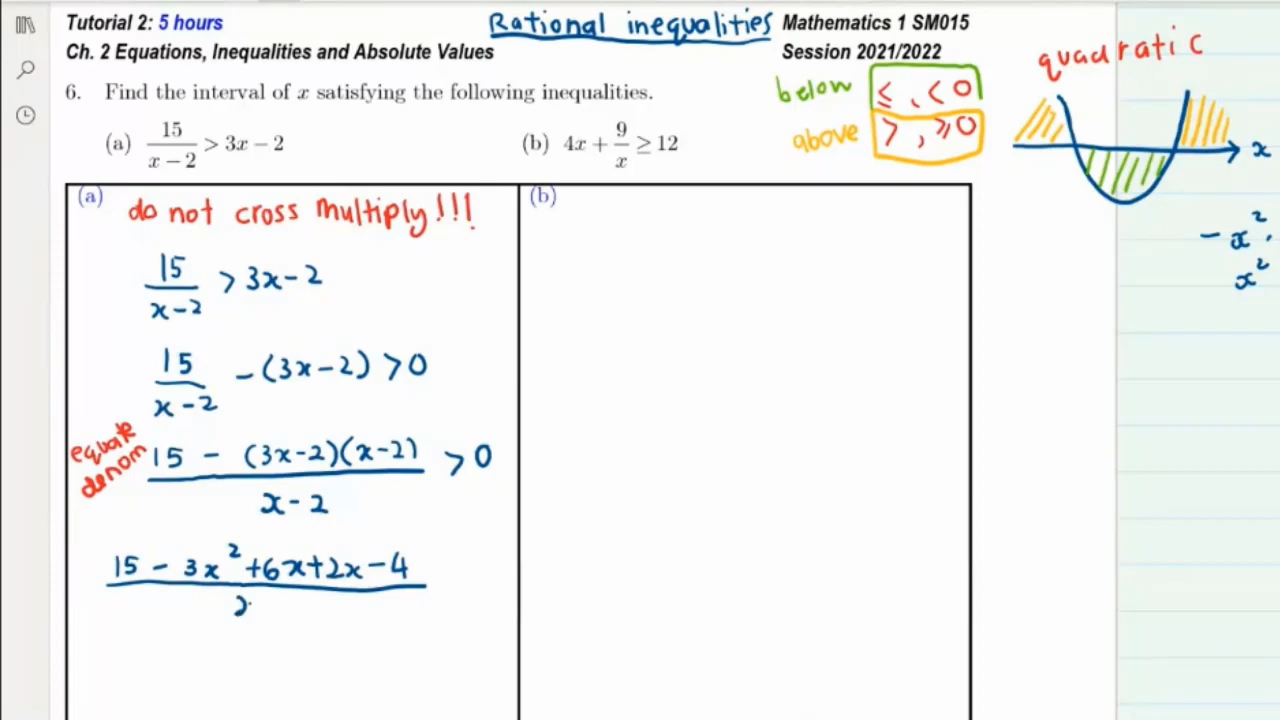 Tutorial 2: 5 hours
Rational inequalities
Mathematics 1 SM015
Ch. 2 Equations, Inequalities and Absolute Values
Session 2021/2022
6. Find the interval of x satisfying the following inequalities.
(a) 15/(x − 2) > 3x − 2
(b) 4x + 9/x ≥ 12
below ≤ , < 0
above > , ≥ 0
quadratic
x
− x² .
x²
(a)
do not cross multiply!!!
15/(x − 2) > 3x − 2
15/(x − 2) − (3x − 2) > 0
equate
denom
(15 − (3x − 2)(x − 2))/(x − 2) > 0
15 − 3x² + 6x + 2x − 4
(b)